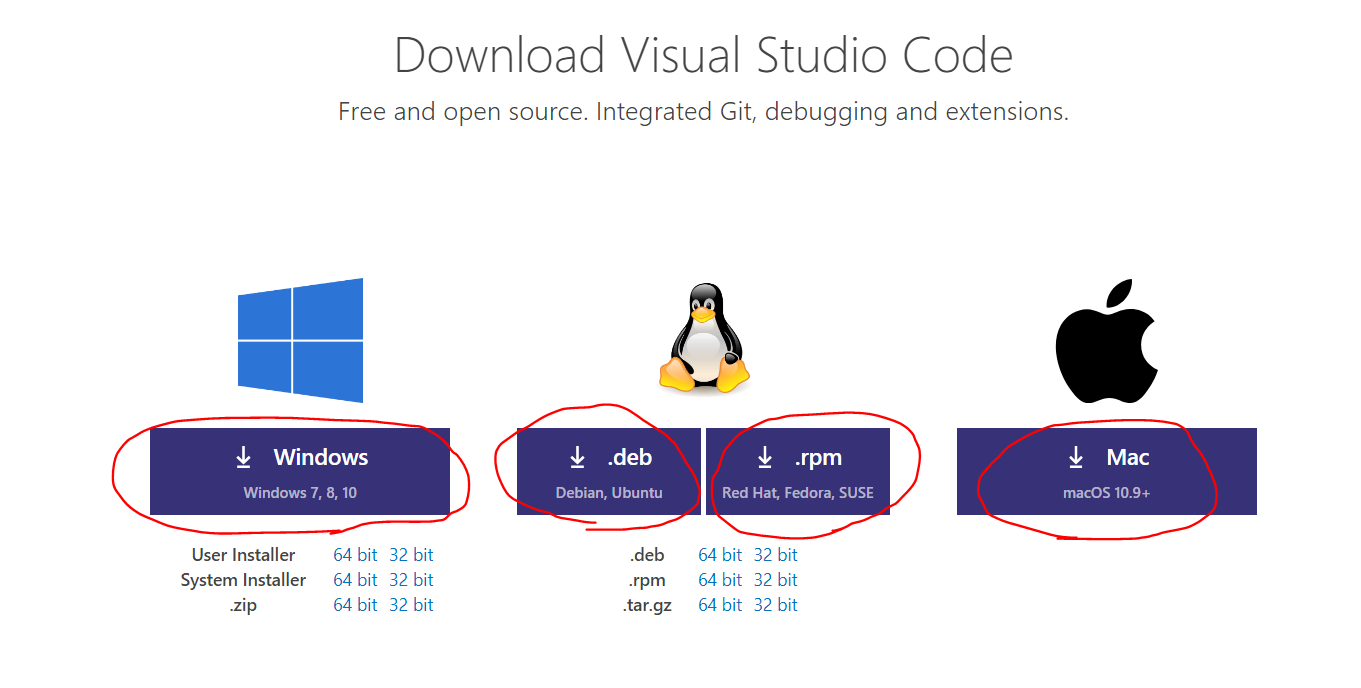 Download Visual Studio Code
Free and open source. Integrated Git, debugging and extensions.
Windows
Windows 7, 8, 10
.deb
Debian, Ubuntu
.rpm
Red Hat, Fedora, SUSE
Mac
macOS 10.9+
User Installer 64 bit 32 bit
System Installer 64 bit 32 bit
.zip 64 bit 32 bit
.deb 64 bit 32 bit
.rpm 64 bit 32 bit
.tar.gz 64 bit 32 bit